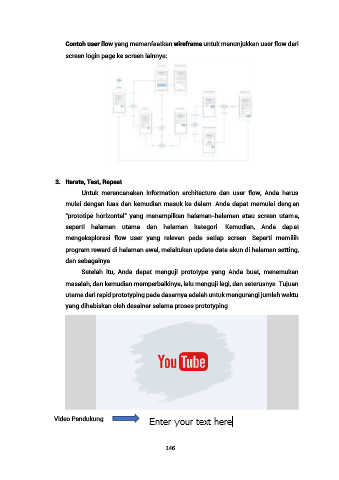 Contoh user flow yang memanfaatkan wireframe untuk menunjukkan user flow dari
screen login page ke screen lainnya:
3. Iterate, Test, Repeat
Untuk merencanakan information architecture dan user flow, Anda harus
mulai dengan luas dan kemudian masuk ke dalam Anda dapat memulai dengan
"prototipe horizontal" yang menampilkan halaman-halaman atau screen utama,
seperti halaman utama dan halaman kategori Kemudian, Anda dapat
mengeksplorasi flow user yang relevan pada setiap screen Seperti memilih
program reward di halaman awal, melakukan update data akun di halaman setting,
dan sebagainya
Setelah itu, Anda dapat menguji prototype yang Anda buat, menemukan
masalah, dan kemudian memperbaikinya, lalu menguji lagi, dan seterusnya Tujuan
utama dari rapid prototyping pada dasarnya adalah untuk mengurangi jumlah waktu
yang dihabiskan oleh desainer selama proses prototyping
YouTube
Video Pendukung
Enter your text here
146